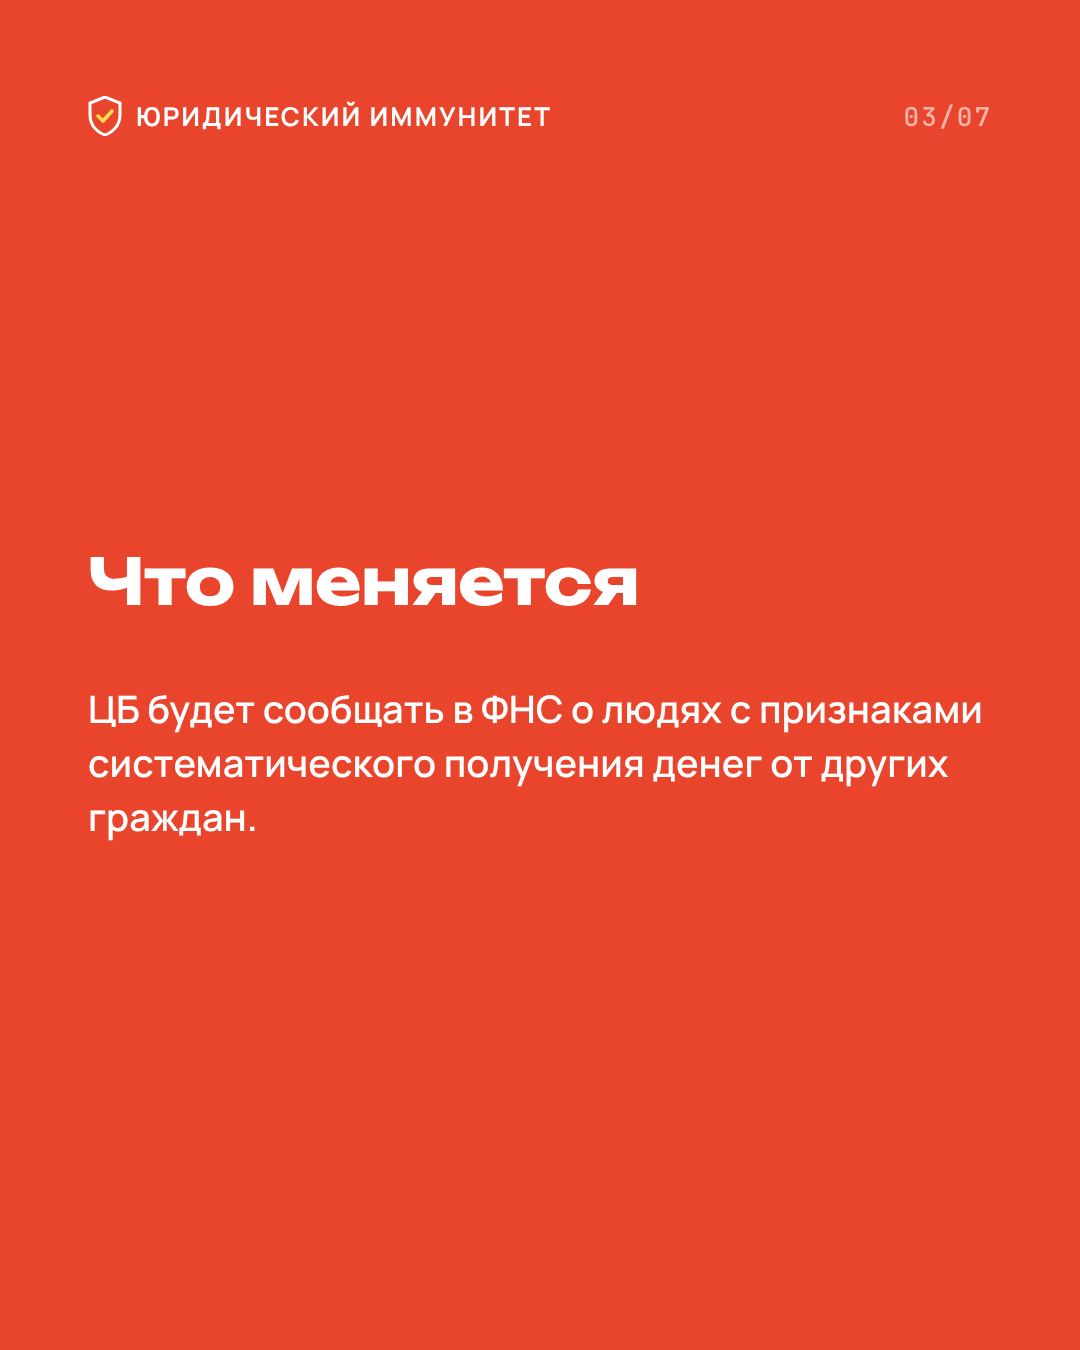 ЮРИДИЧЕСКИЙ ИММУНИТЕТ
03/07
Что меняется
ЦБ будет сообщать в ФНС о людях с признаками
систематического получения денег от других
граждан.